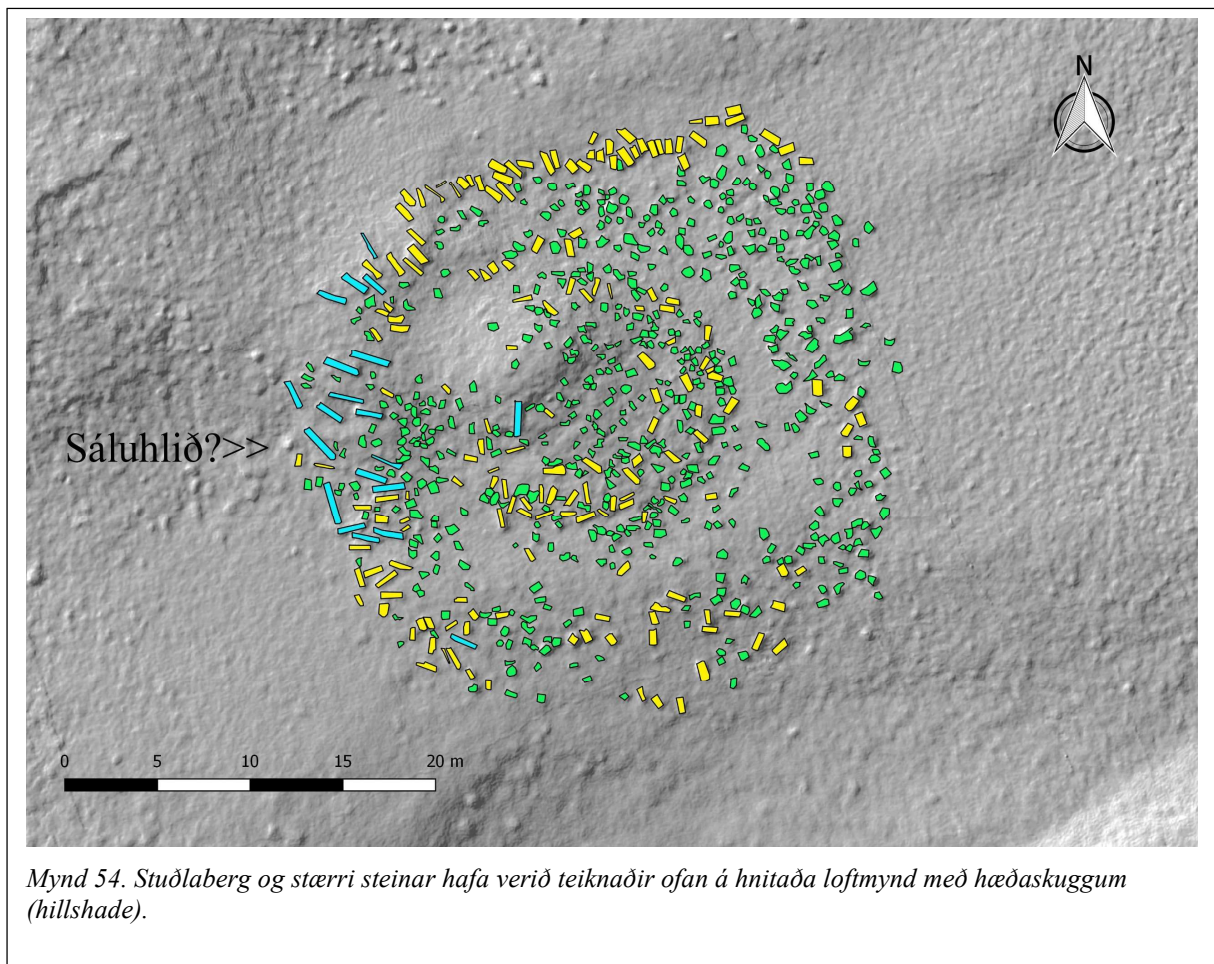 N
Sáluhlið?>>
0 5 10 15 20 m
Mynd 54. Stuðlaberg og stærri steinar hafa verið teiknaðir ofan á hnitaða loftmynd með hæðaskuggum
(hillshade).